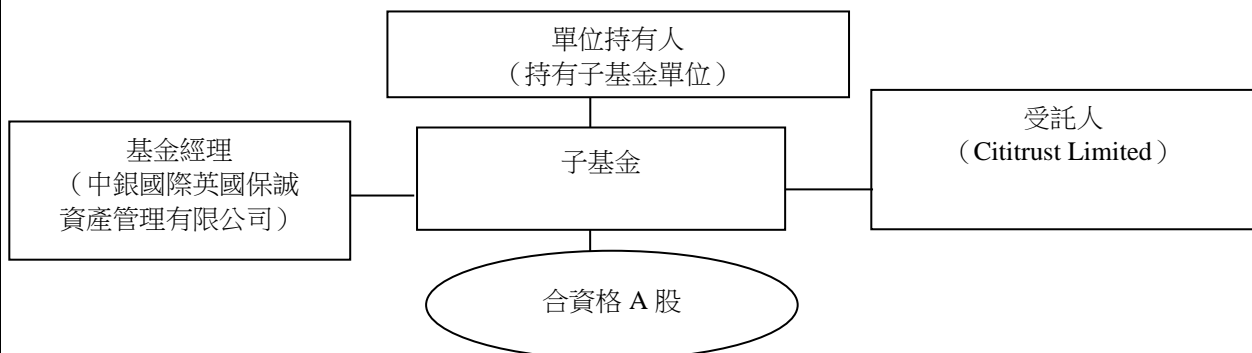 單位持有人
（持有子基金單位）
基金經理
（中銀國際英國保誠
資產管理有限公司）
子基金
受託人
（Cititrust Limited）
合資格 A 股